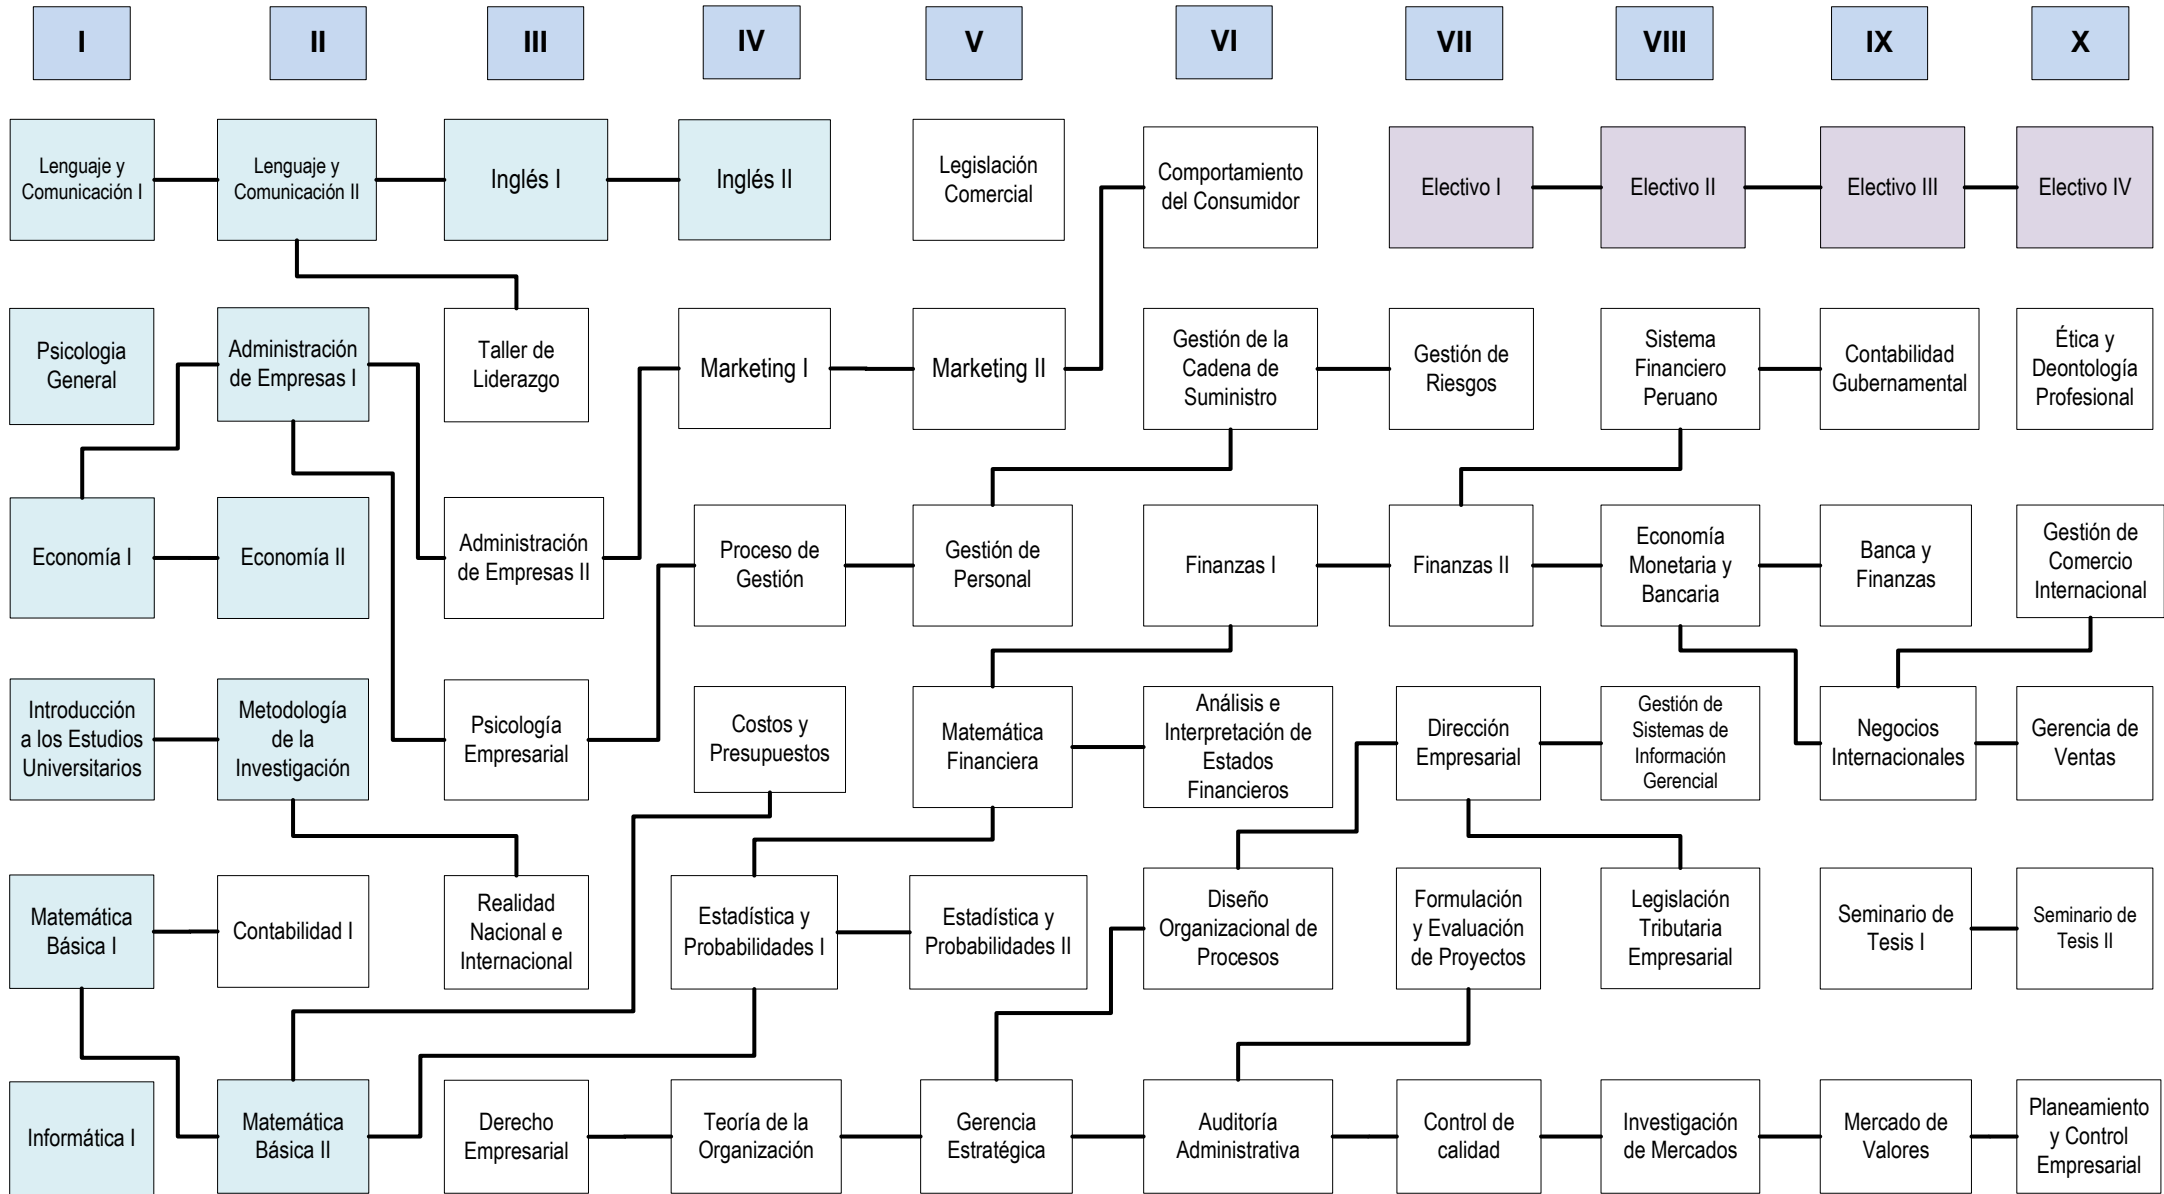 I
II
III
IV
V
VI
VII
VIII
IX
X
Lenguaje y
Comunicación I
Lenguaje y
Comunicación II
Inglés I
Inglés II
Legislación
Comercial
Comportamiento
del Consumidor
Electivo I
Electivo II
Electivo III
Electivo IV
Psicologia
General
Administración
de Empresas I
Taller de
Liderazgo
Marketing I
Marketing II
Gestión de la
Cadena de
Suministro
Gestión de
Riesgos
Sistema
Financiero
Peruano
Contabilidad
Gubernamental
Ética y
Deontología
Profesional
Economía I
Economía II
Administración
de Empresas II
Proceso de
Gestión
Gestión de
Personal
Finanzas I
Finanzas II
Economía
Monetaria y
Bancaria
Banca y
Finanzas
Gestión de
Comercio
Internacional
Introducción
a los Estudios
Universitarios
Metodología
de la
Investigación
Psicología
Empresarial
Costos y
Presupuestos
Matemática
Financiera
Análisis e
Interpretación de
Estados
Financieros
Dirección
Empresarial
Gestión de
Sistemas de
Información
Gerencial
Negocios
Internacionales
Gerencia de
Ventas
Matemática
Básica I
Contabilidad I
Realidad
Nacional e
Internacional
Estadística y
Probabilidades I
Estadística y
Probabilidades II
Diseño
Organizacional de
Procesos
Formulación
y Evaluación
de Proyectos
Legislación
Tributaria
Empresarial
Seminario de
Tesis I
Seminario de
Tesis II
Informática I
Matemática
Básica II
Derecho
Empresarial
Teoría de la
Organización
Gerencia
Estratégica
Auditoría
Administrativa
Control de
calidad
Investigación
de Mercados
Mercado de
Valores
Planeamiento
y Control
Empresarial